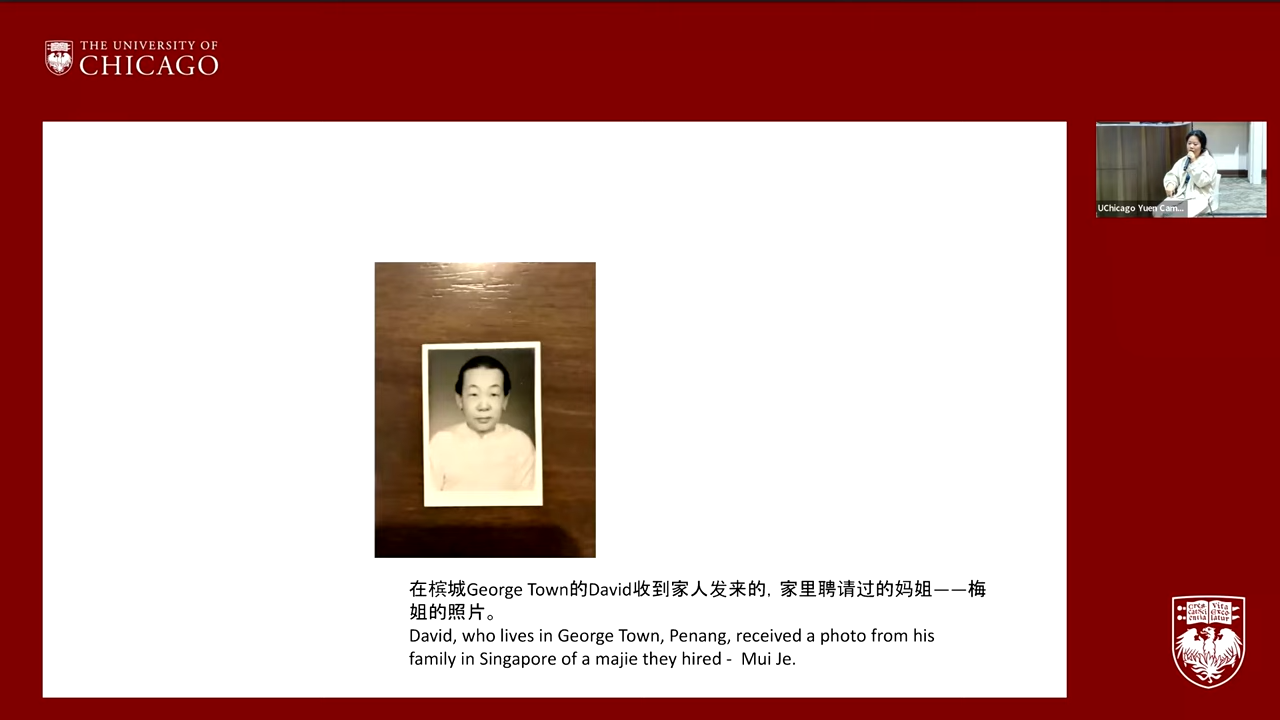 THE UNIVERSITY OF
CHICAGO
UChicago Yuen Cam...
在槟城George Town的David收到家人发来的，家里聘请过的妈姐——梅
姐的照片。
David, who lives in George Town, Penang, received a photo from his
family in Singapore of a majie they hired - Mui Je.